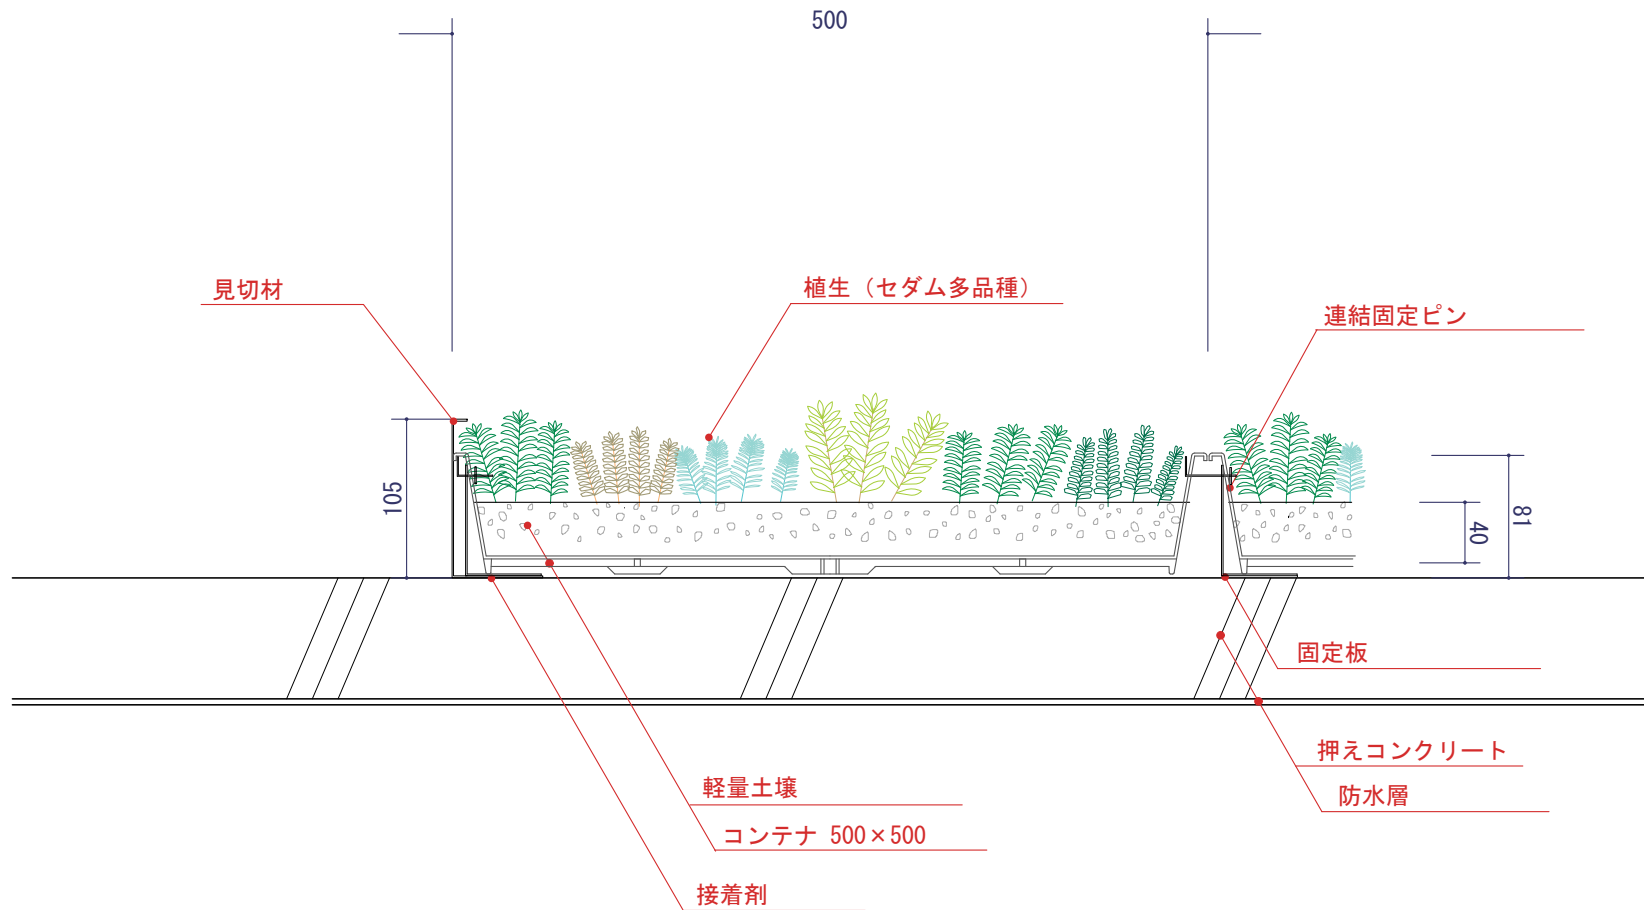 500
見切材
植生（セダム多品種）
連結固定ピン
105
81
40
固定板
押えコンクリート
防水層
軽量土壌
コンテナ 500×500
接着剤